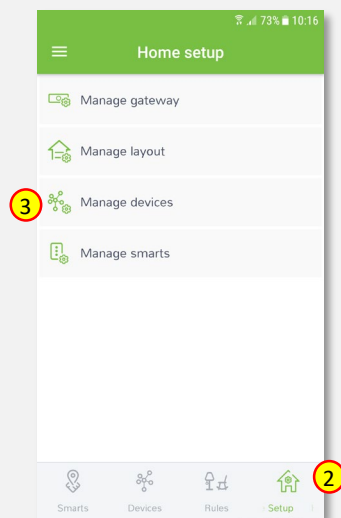 73% 10:16
Home setup
Manage gateway
Manage layout
3 Manage devices
Manage smarts
2
Smarts Devices Rules Setup